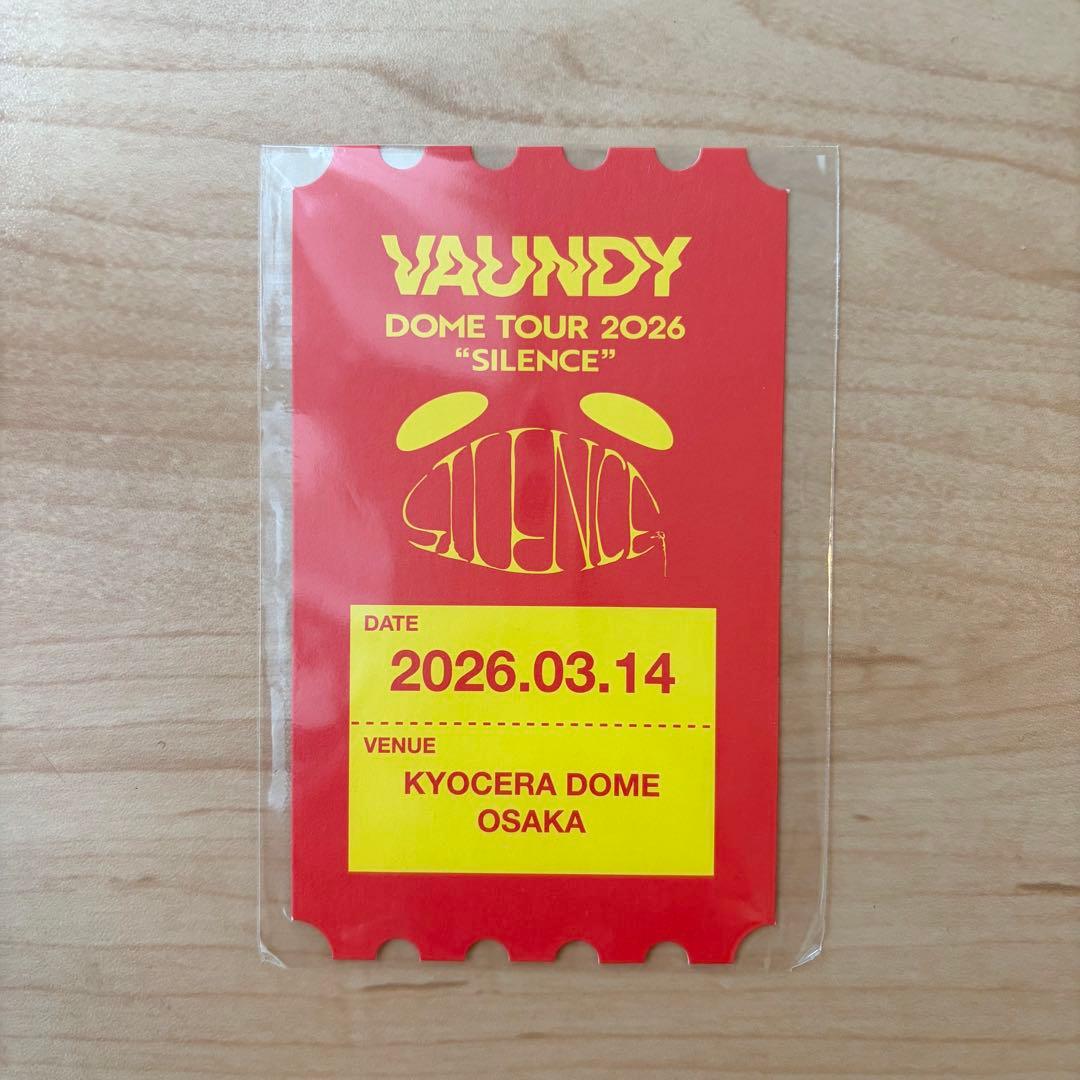 VAUNDY
DOME TOUR 2026
“SILENCE”
SILENCE
DATE
2026.03.14
VENUE
KYOCERA DOME
OSAKA